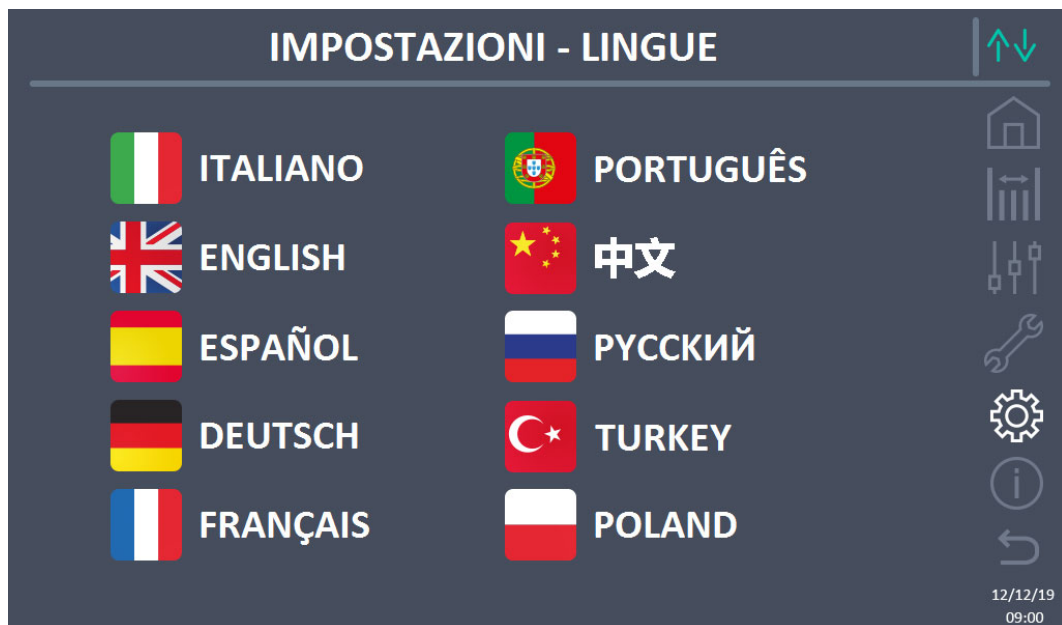 IMPOSTAZIONI - LINGUE
ITALIANO
ENGLISH
ESPAÑOL
DEUTSCH
FRANÇAIS
PORTUGUÊS
中文
РУССКИЙ
TURKEY
POLAND
12/12/19
09:00